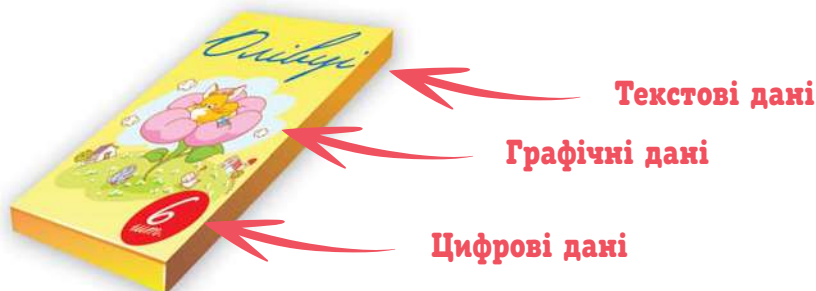 Олівці
Текстові дані
Графічні дані
6
шт.
Цифрові дані